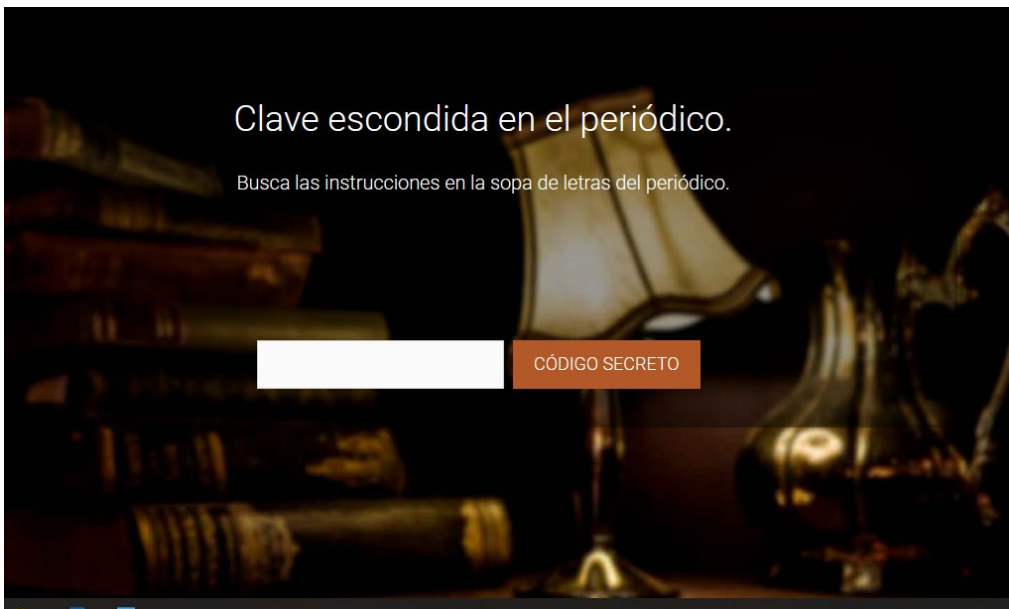 Clave escondida en el periódico.
Busca las instrucciones en la sopa de letras del periódico.
CÓDIGO SECRETO